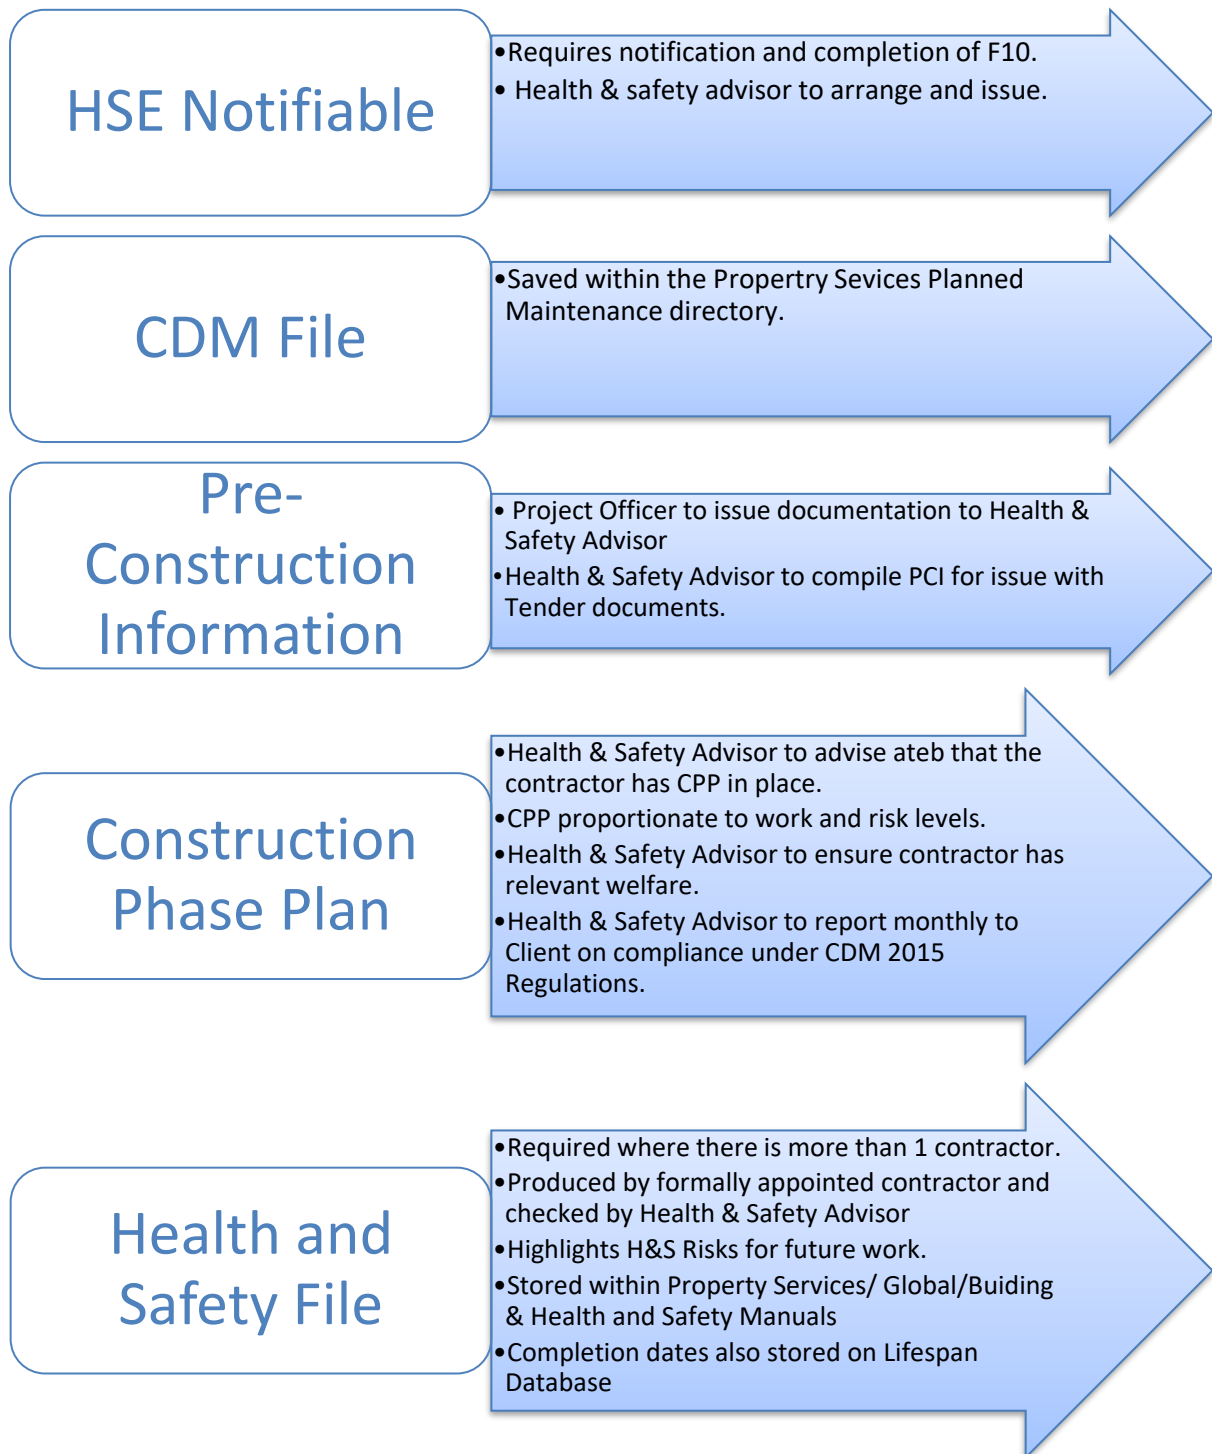 HSE Notifiable
•Requires notification and completion of F10.
• Health & safety advisor to arrange and issue.
CDM File
•Saved within the Propertry Sevices Planned
Maintenance directory.
Pre-
Construction
Information
• Project Officer to issue documentation to Health &
Safety Advisor
•Health & Safety Advisor to compile PCI for issue with
Tender documents.
Construction
Phase Plan
•Health & Safety Advisor to advise ateb that the
contractor has CPP in place.
•CPP proportionate to work and risk levels.
•Health & Safety Advisor to ensure contractor has
relevant welfare.
•Health & Safety Advisor to report monthly to
Client on compliance under CDM 2015
Regulations.
Health and
Safety File
•Required where there is more than 1 contractor.
•Produced by formally appointed contractor and
checked by Health & Safety Advisor
•Highlights H&S Risks for future work.
•Stored within Property Services/ Global/Buiding
& Health and Safety Manuals
•Completion dates also stored on Lifespan
Database